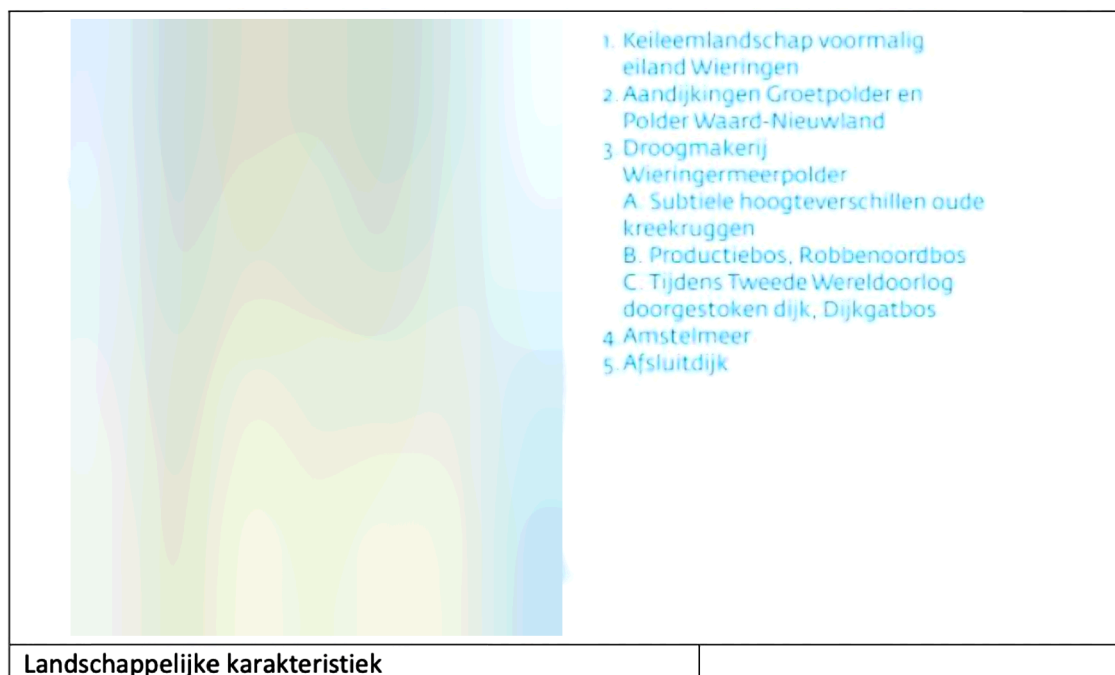 1. Keileemlandschap voormalig
eiland Wieringen
2. Aandijkingen Groetpolder en
Polder Waard-Nieuwland
3. Droogmakerij
Wieringermeerpolder
A. Subtiele hoogteverschillen oude
kreekruggen
B. Productiebos, Robbenoordbos
C. Tijdens Tweede Wereldoorlog
doorgestoken dijk, Dijkgatbos
4. Amstelmeer
5. Afsluitdijk
Landschappelijke karakteristiek